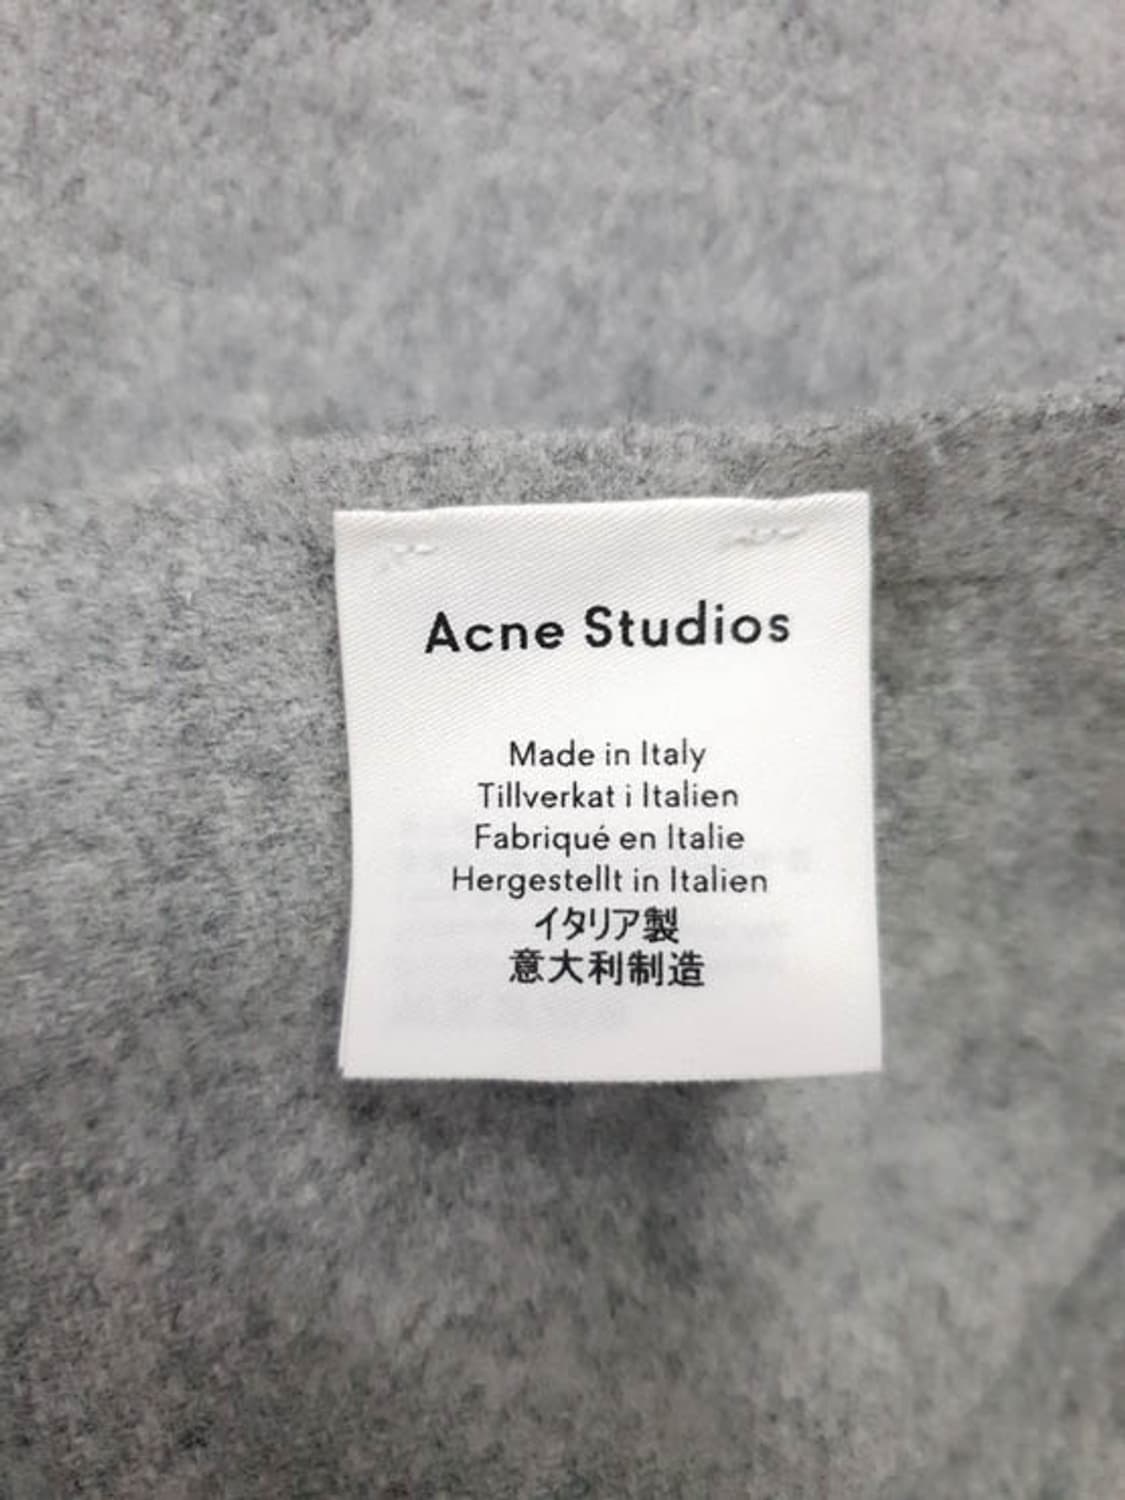 Acne Studios
Made in Italy
Tillverkat i Italien
Fabriqué en Italie
Hergestellt in Italien
イタリア製
意大利制造